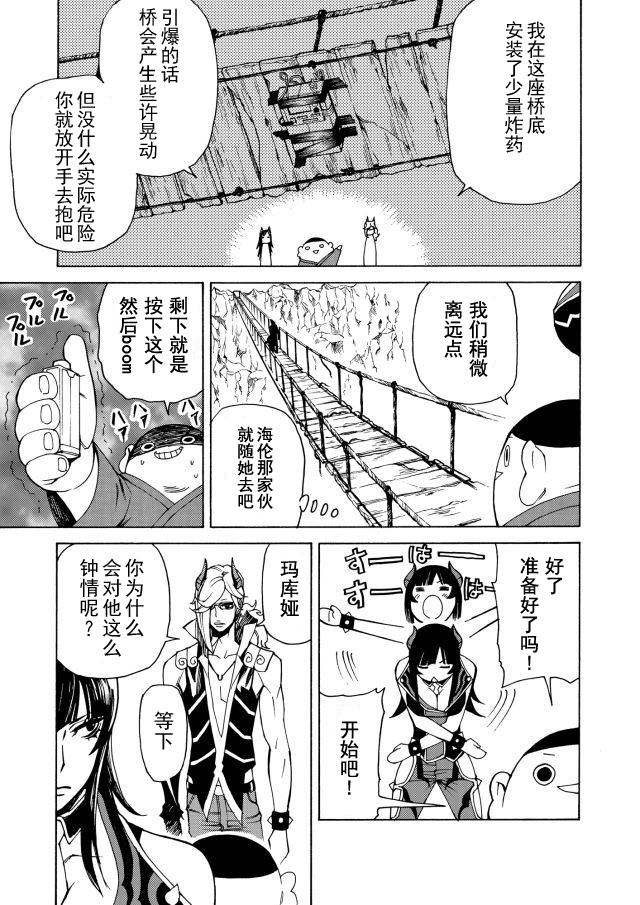 我在这座桥底
安装了少量炸药
引爆的话
桥会产生些许晃动
但没什么实际危险
你就放开手去抱吧
我们稍微
离远点
海伦那家伙
就随她去吧
剩下就是
按下这个
然后boom
プルプル
プルプル
ハァ
ハァ
好了
准备好了吗！
すーはー
すーはー
开始吧！
玛库娅
等下
你为什么
会对他这么
钟情呢？